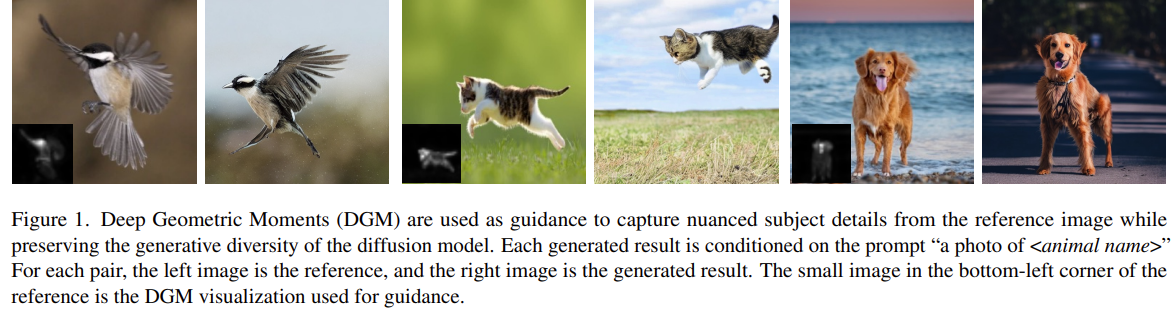 Figure 1. Deep Geometric Moments (DGM) are used as guidance to capture nuanced subject details from the reference image while
preserving the generative diversity of the diffusion model. Each generated result is conditioned on the prompt “a photo of <animal name>”
For each pair, the left image is the reference, and the right image is the generated result. The small image in the bottom-left corner of the
reference is the DGM visualization used for guidance.